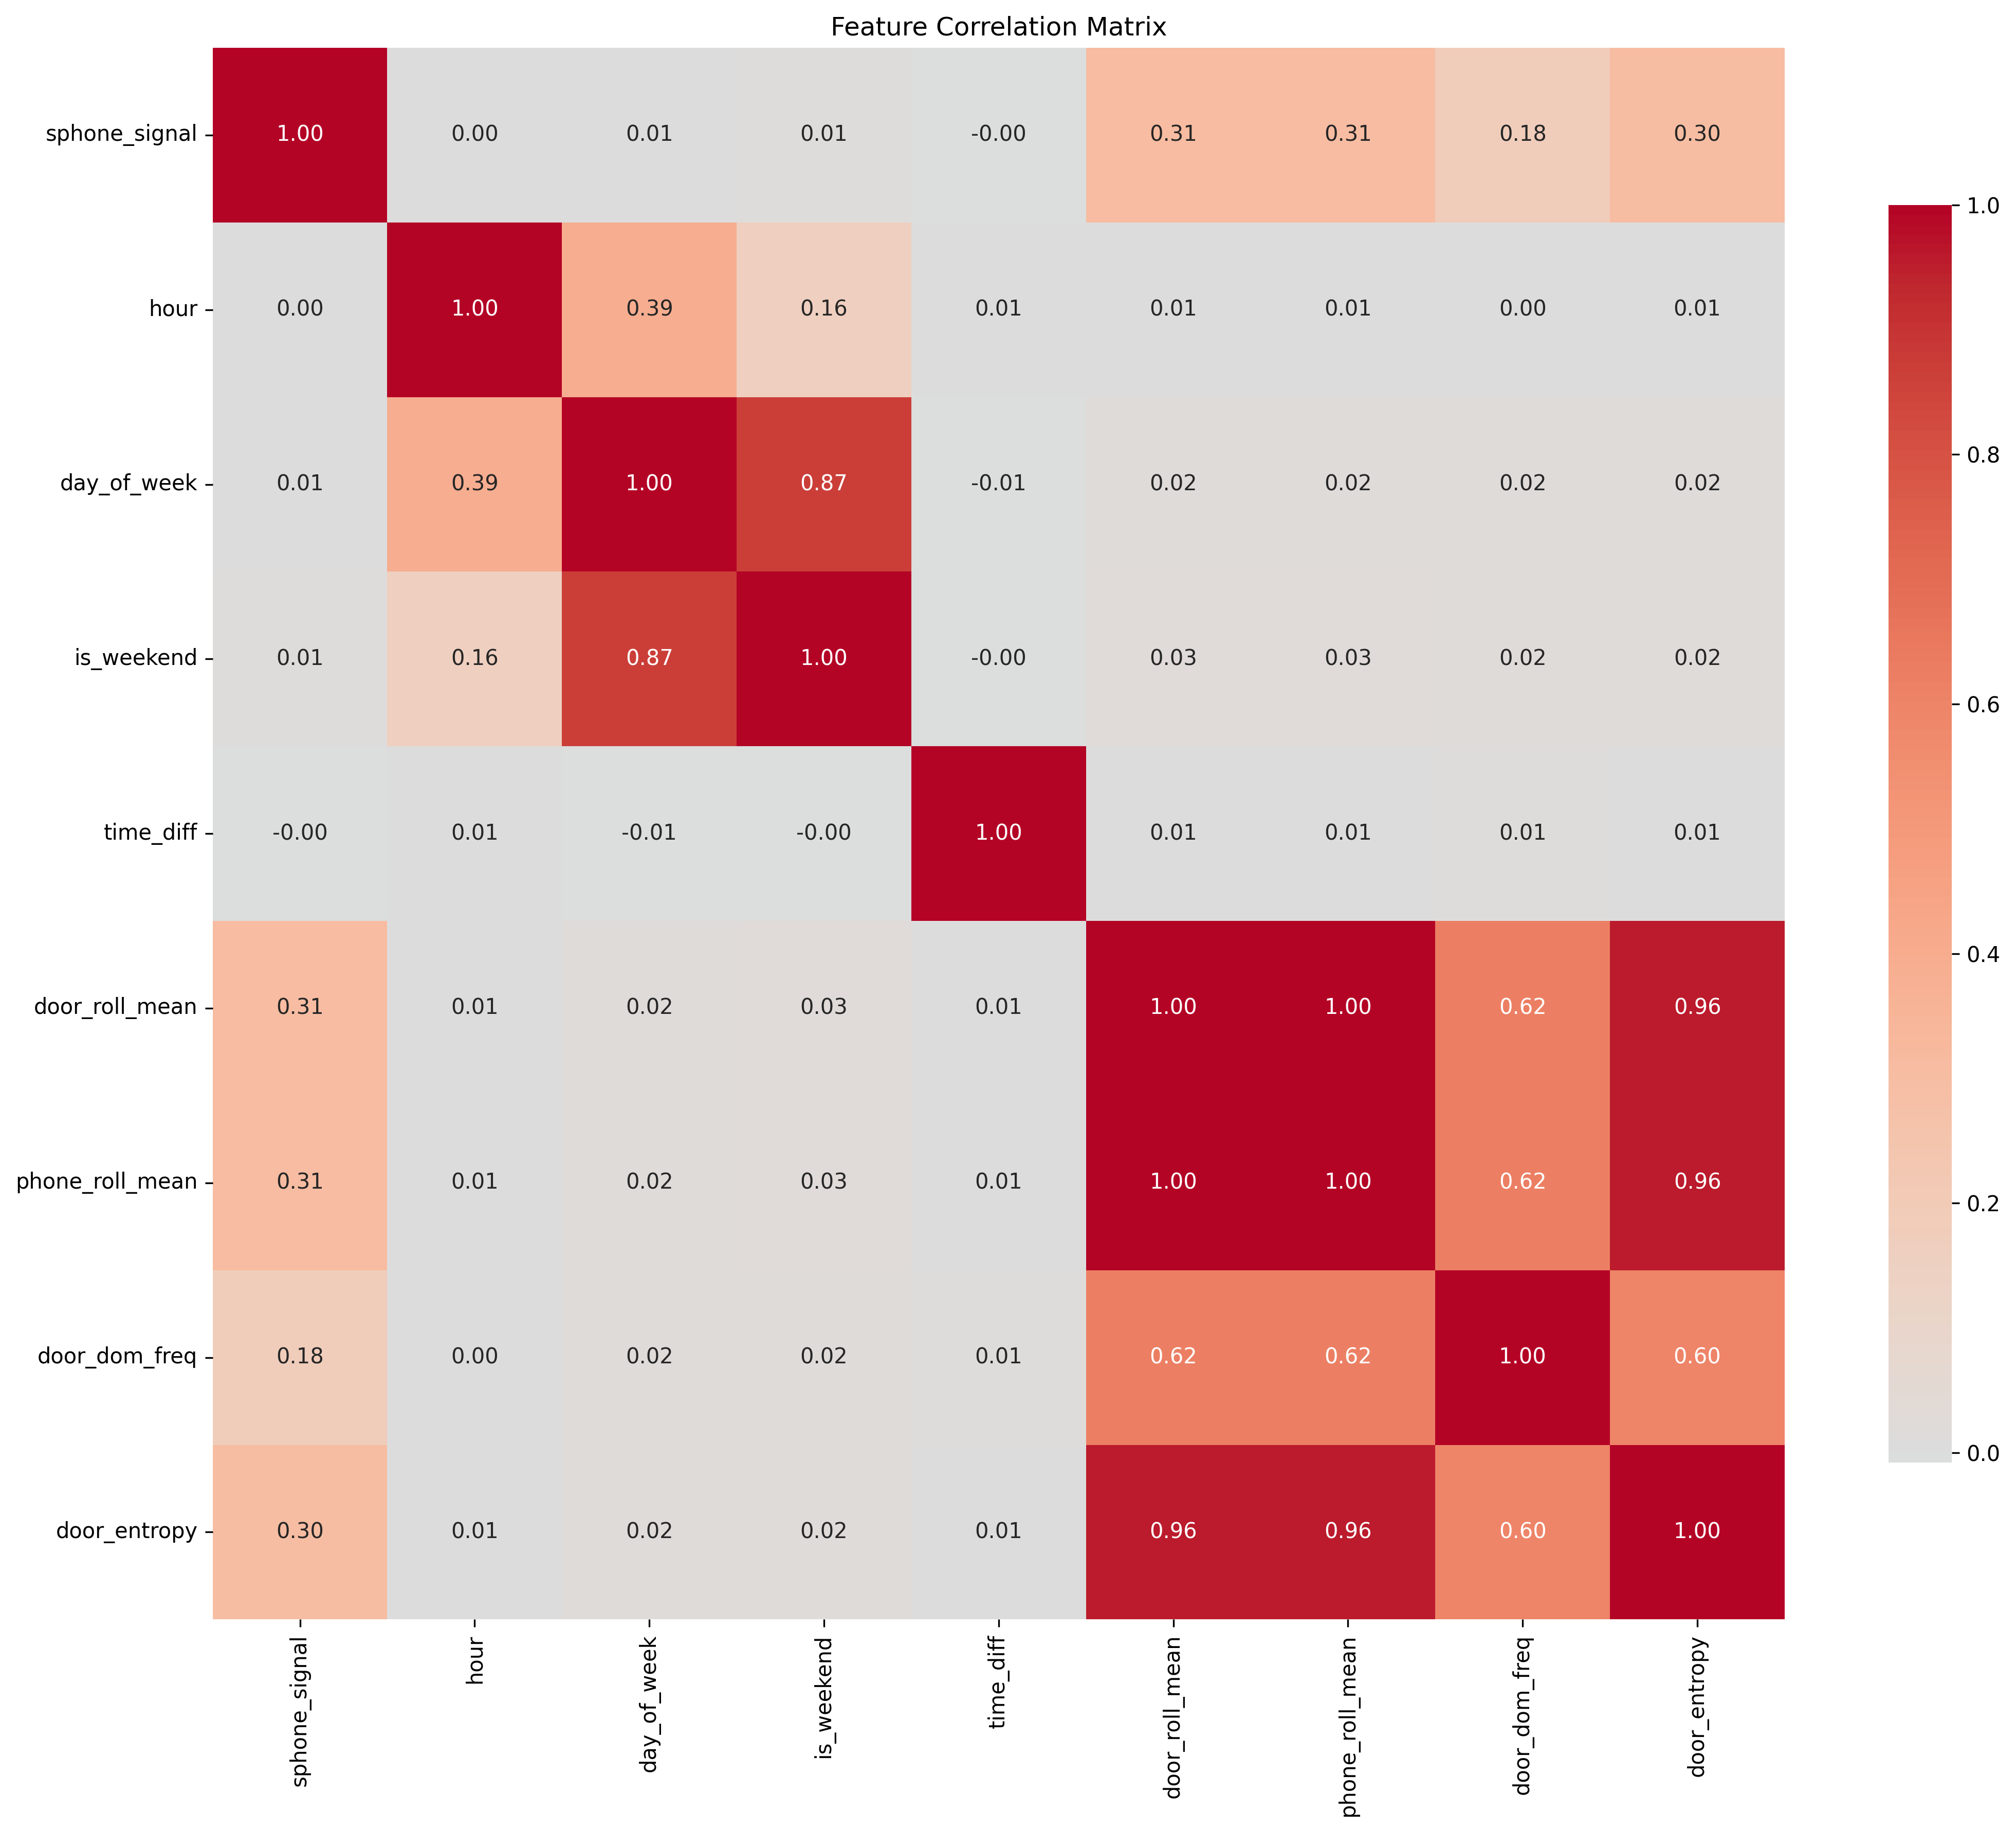 Feature Correlation Matrix
sphone_signal 1.00 0.00 0.01 0.01 -0.00 0.31 0.31 0.18 0.30
hour 0.00 1.00 0.39 0.16 0.01 0.01 0.01 0.00 0.01
day_of_week 0.01 0.39 1.00 0.87 -0.01 0.02 0.02 0.02 0.02
is_weekend 0.01 0.16 0.87 1.00 -0.00 0.03 0.03 0.02 0.02
time_diff -0.00 0.01 -0.01 -0.00 1.00 0.01 0.01 0.01 0.01
door_roll_mean 0.31 0.01 0.02 0.03 0.01 1.00 1.00 0.62 0.96
phone_roll_mean 0.31 0.01 0.02 0.03 0.01 1.00 1.00 0.62 0.96
door_dom_freq 0.18 0.00 0.02 0.02 0.01 0.62 0.62 1.00 0.60
door_entropy 0.30 0.01 0.02 0.02 0.01 0.96 0.96 0.60 1.00
sphone_signal
hour
day_of_week
is_weekend
time_diff
door_roll_mean
phone_roll_mean
door_dom_freq
door_entropy
1.0
0.8
0.6
0.4
0.2
0.0